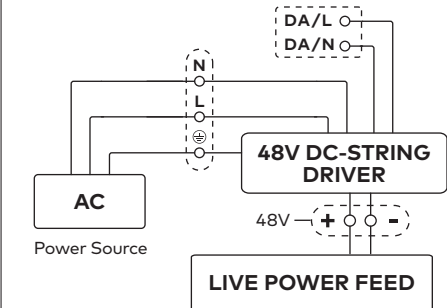 DA/L
DA/N
N
L
48V DC-STRING
DRIVER
AC
48V
+ -
Power Source
LIVE POWER FEED